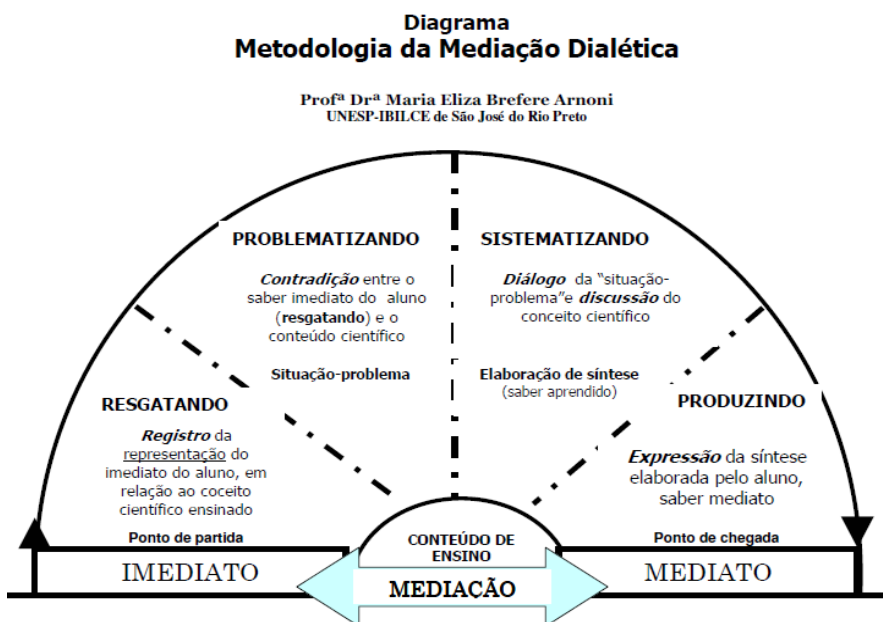 Diagrama
Metodologia da Mediação Dialética
Profª Drª Maria Eliza Brefere Arnoni
UNESP-IBILCE de São José do Rio Preto
RESGATANDO
Registro da
representação do
imediato do aluno, em
relação ao coceito
científico ensinado
Ponto de partida
IMEDIATO
PROBLEMATIZANDO
Contradição entre o
saber imediato do aluno
(resgatando) e o
conteúdo científico
Situação-problema
SISTEMATIZANDO
Diálogo da "situação-
problema"e discussão do
conceito científico
Elaboração de síntese
(saber aprendido)
PRODUZINDO
Expressão da síntese
elaborada pelo aluno,
saber mediato
Ponto de chegada
MEDIATO
CONTEÚDO DE
ENSINO
MEDIAÇÃO